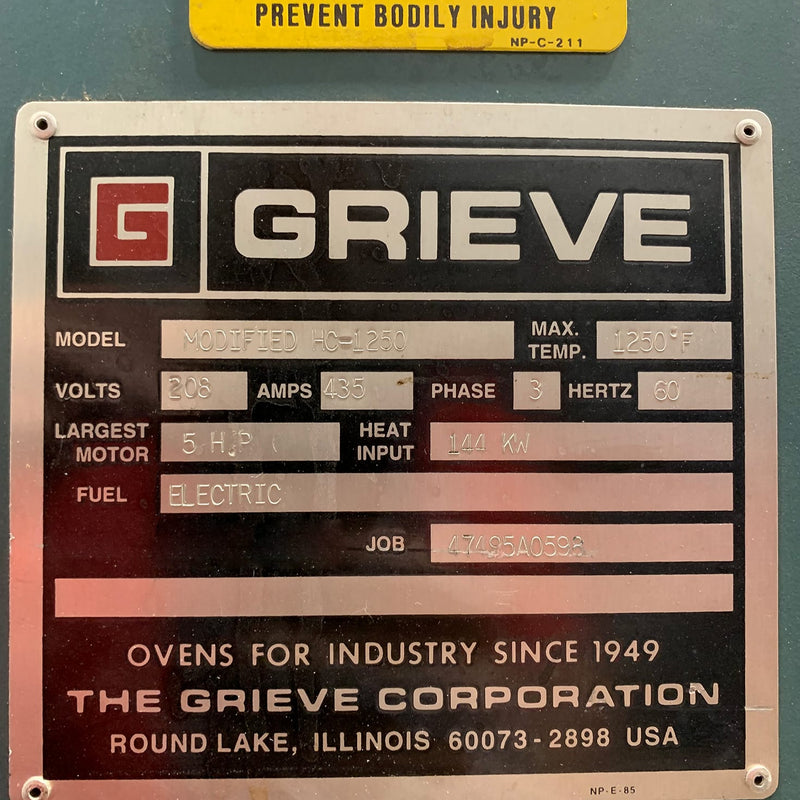 PREVENT BODILY INJURY
NP-C-211
G GRIEVE
MODEL MODIFIED HC-1250 MAX. TEMP. 1250°F
VOLTS 208 AMPS 435 PHASE 3 HERTZ 60
LARGEST MOTOR 5 H.P. HEAT INPUT 144 KW
FUEL ELECTRIC
JOB 47495A0598
OVENS FOR INDUSTRY SINCE 1949
THE GRIEVE CORPORATION
ROUND LAKE, ILLINOIS 60073-2898 USA
NP-E-85